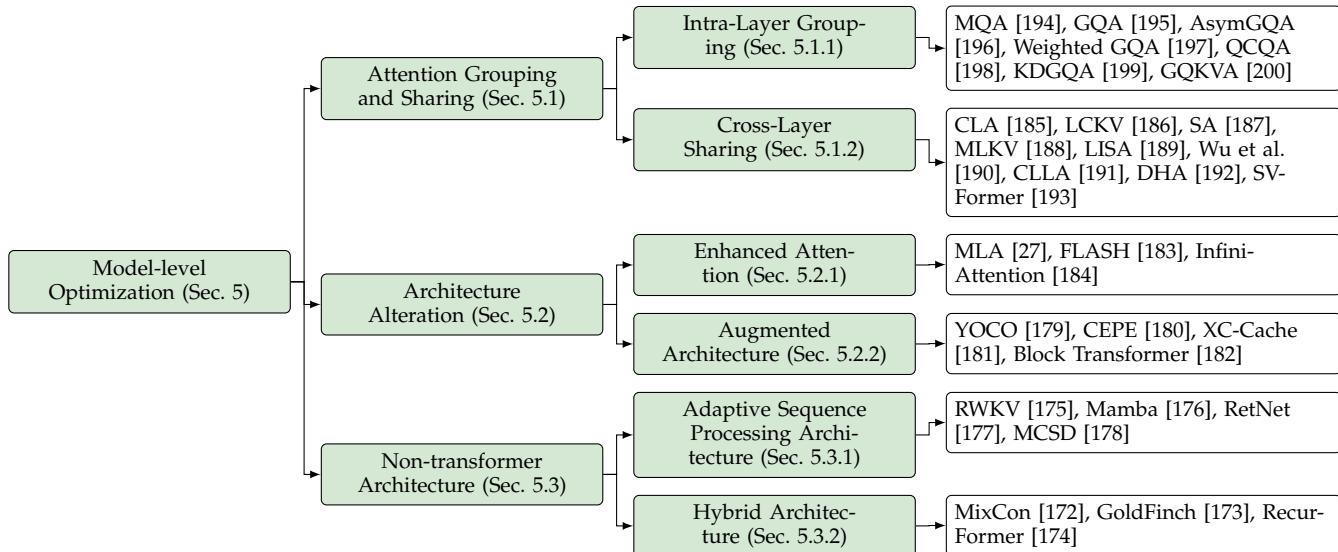 Model-level
Optimization (Sec. 5)
Attention Grouping
and Sharing (Sec. 5.1)
Intra-Layer Group-
ing (Sec. 5.1.1)
MQA [194], GQA [195], AsymGQA
[196], Weighted GQA [197], QCQA
[198], KDGQA [199], GQKVA [200]
Cross-Layer
Sharing (Sec. 5.1.2)
CLA [185], LCKV [186], SA [187],
MLKV [188], LISA [189], Wu et al.
[190], CLLA [191], DHA [192], SV-
Former [193]
Architecture
Alteration (Sec. 5.2)
Enhanced Atten-
tion (Sec. 5.2.1)
MLA [27], FLASH [183], Infini-
Attention [184]
Augmented
Architecture (Sec. 5.2.2)
YOCO [179], CEPE [180], XC-Cache
[181], Block Transformer [182]
Non-transformer
Architecture (Sec. 5.3)
Adaptive Sequence
Processing Archi-
tecture (Sec. 5.3.1)
RWKV [175], Mamba [176], RetNet
[177], MCSD [178]
Hybrid Architec-
ture (Sec. 5.3.2)
MixCon [172], GoldFinch [173], Recur-
Former [174]